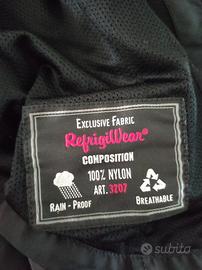 EXCLUSIVE FABRIC
RefrigiWear®
COMPOSITION
100% NYLON
ART. 3207
RAIN - PROOF
BREATHABLE
subito